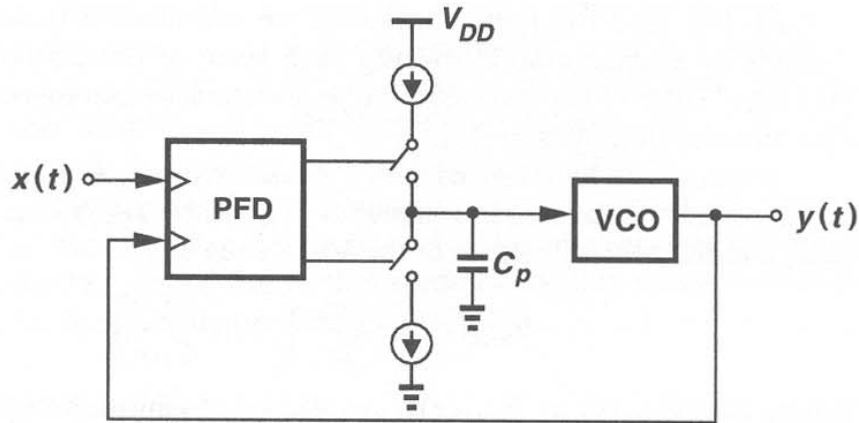 V_DD
x(t)
PFD
C_p
VCO
y(t)